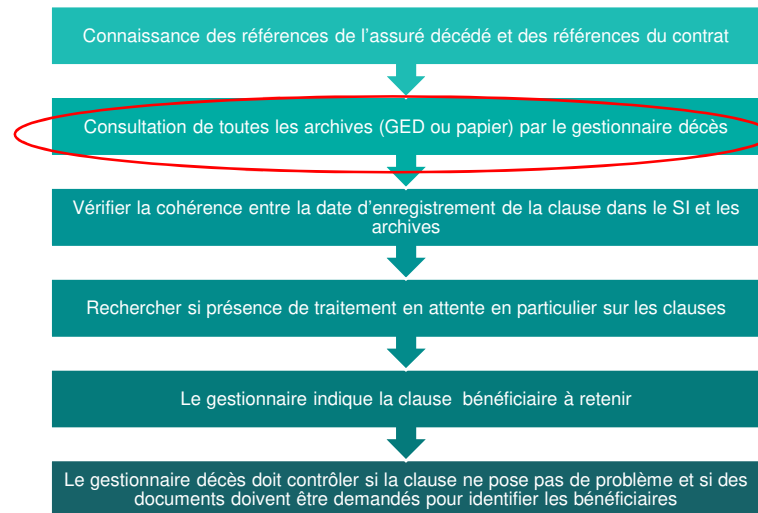 Connaissance des références de l'assuré décédé et des références du contrat
Consultation de toutes les archives (GED ou papier) par le gestionnaire décès
Vérifier la cohérence entre la date d'enregistrement de la clause dans le SI et les
archives
Rechercher si présence de traitement en attente en particulier sur les clauses
Le gestionnaire indique la clause bénéficiaire à retenir
Le gestionnaire décès doit contrôler si la clause ne pose pas de problème et si des
documents doivent être demandés pour identifier les bénéficiaires